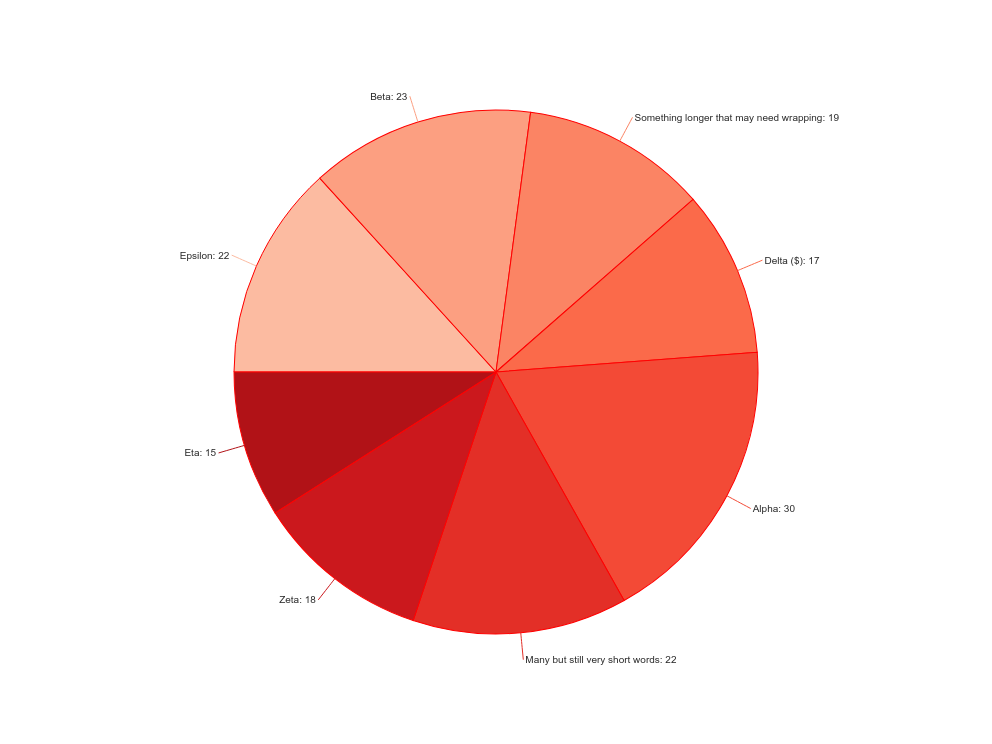 Beta: 23
Something longer that may need wrapping: 19
Epsilon: 22
Delta ($): 17
Eta: 15
Alpha: 30
Zeta: 18
Many but still very short words: 22